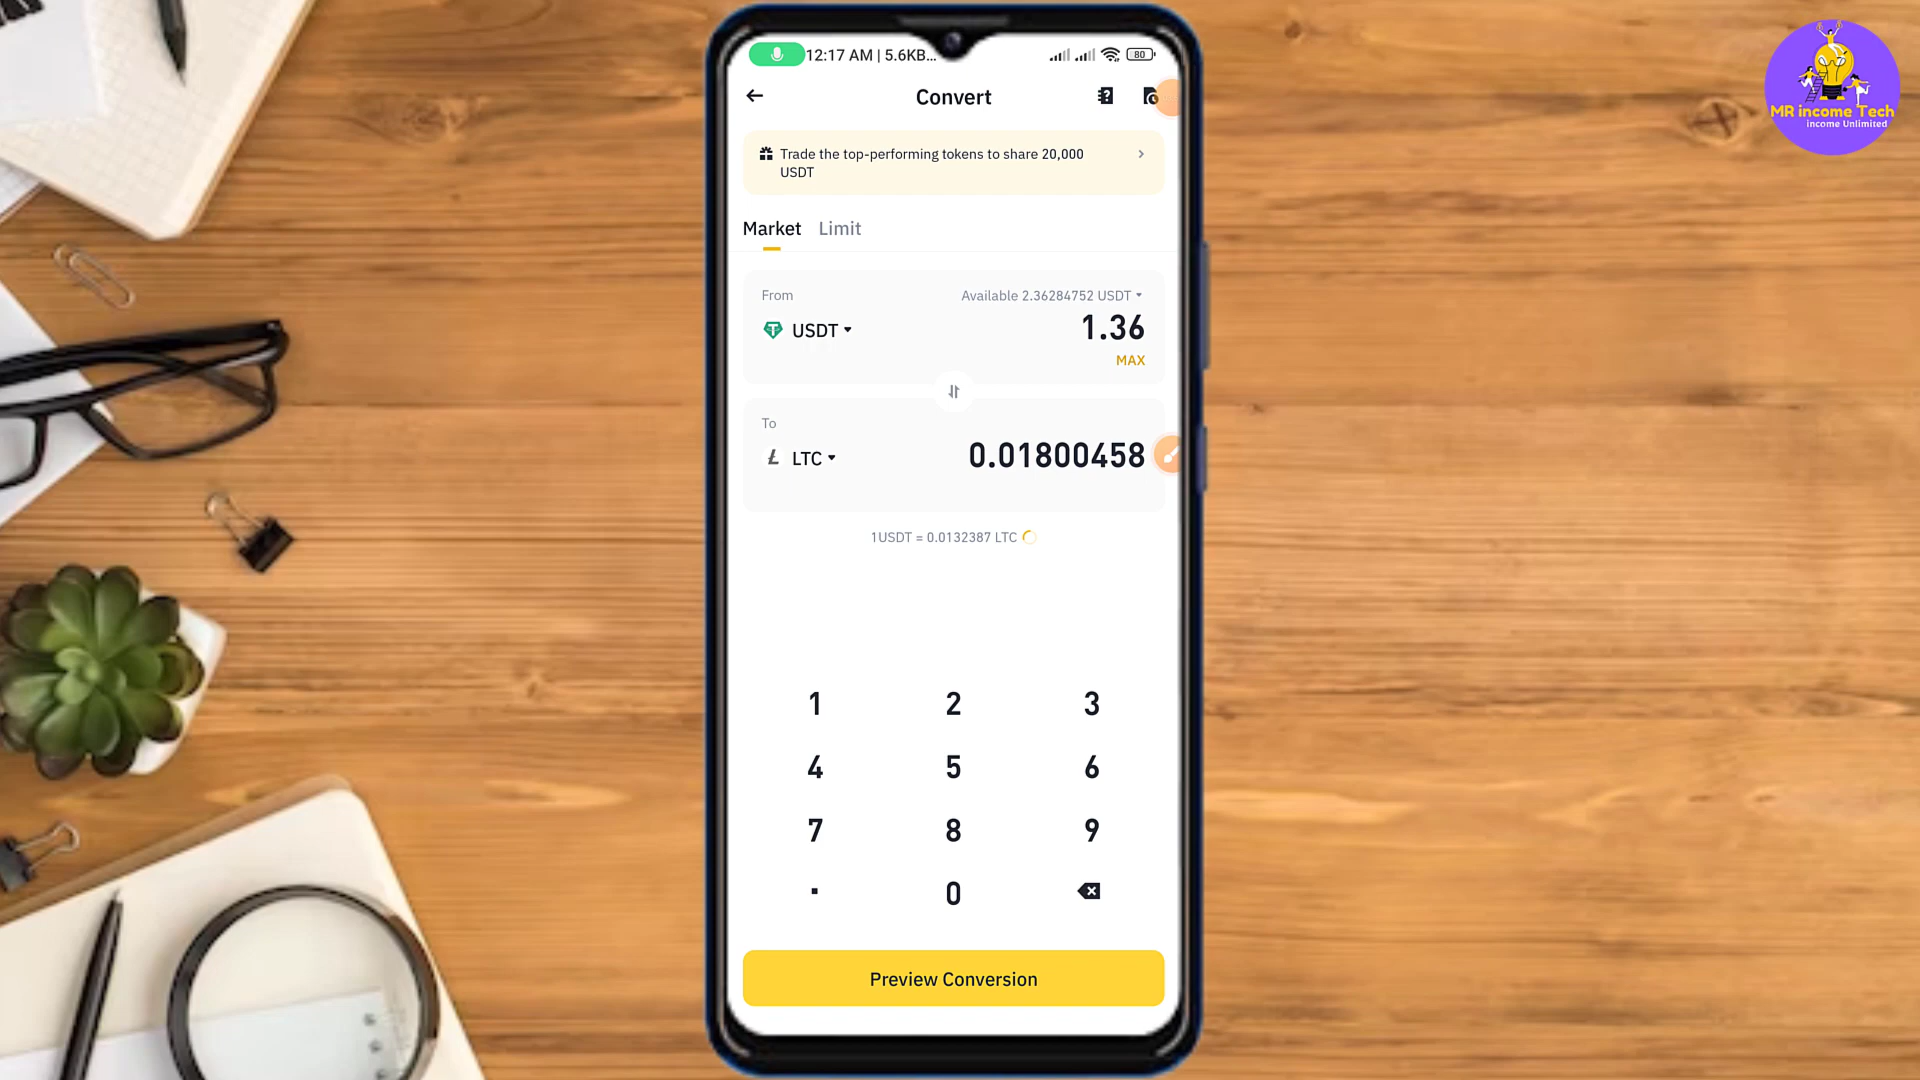 12:17 AM | 5.6KB...
80
Convert
Trade the top-performing tokens to share 20,000
USDT
Market Limit
From
Available 2.36284752 USDT
USDT
1.36
MAX
To
LTC
0.01800458
1USDT = 0.0132387 LTC
1 2 3
4 5 6
7 8 9
. 0
Preview Conversion
MR income Tech
income Unlimited